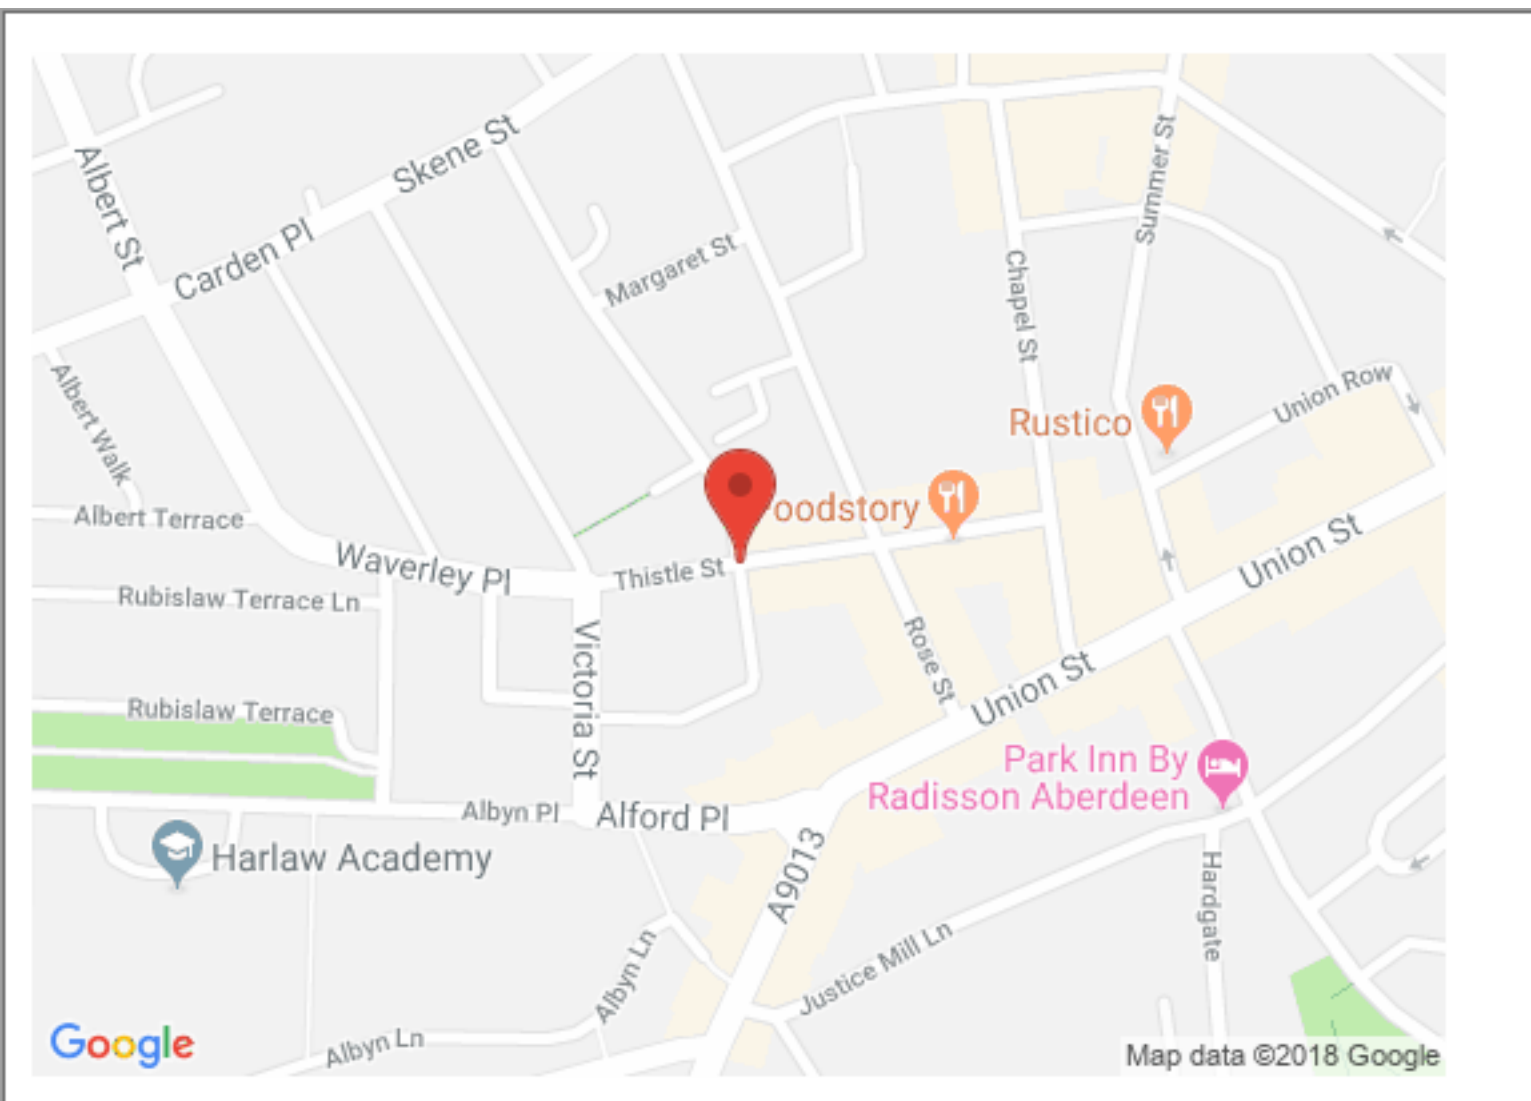 Skene St
Albert St
Carden Pl
Margaret St
Summer St
Chapel St
Albert Walk
Union Row
Rustico
oodstory
Albert Terrace
Waverley Pl
Thistle St
Union St
Rubislaw Terrace Ln
Victoria St
Rose St
Union St
Rubislaw Terrace
Park Inn By
Radisson Aberdeen
Albyn Pl
Alford Pl
Harlaw Academy
A9013
Hardgate
Justice Mill Ln
Albyn Ln
Albyn Ln
Google
Map data ©2018 Google